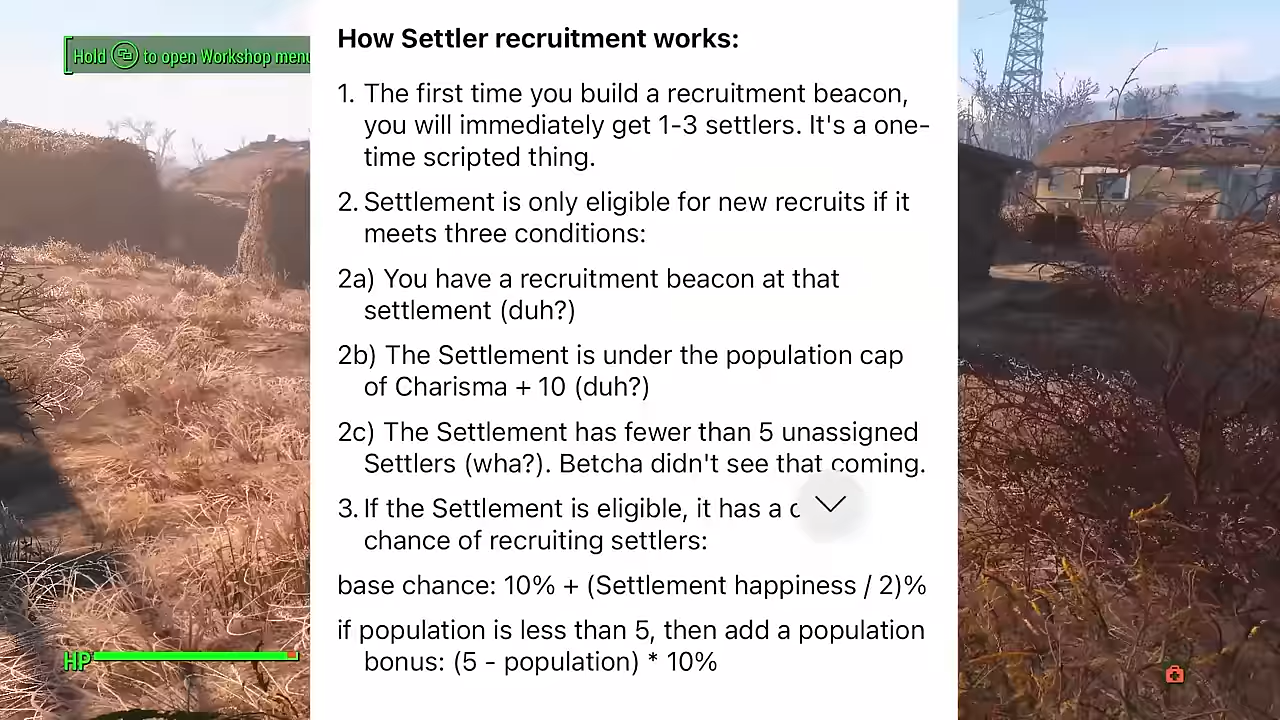 Hold to open Workshop menu
How Settler recruitment works:
1. The first time you build a recruitment beacon,
you will immediately get 1-3 settlers. It's a one-
time scripted thing.
2. Settlement is only eligible for new recruits if it
meets three conditions:
2a) You have a recruitment beacon at that
settlement (duh?)
2b) The Settlement is under the population cap
of Charisma + 10 (duh?)
2c) The Settlement has fewer than 5 unassigned
Settlers (wha?). Betcha didn't see that coming.
3. If the Settlement is eligible, it has a
chance of recruiting settlers:
base chance: 10% + (Settlement happiness / 2)%
if population is less than 5, then add a population
bonus: (5 - population) * 10%
HP